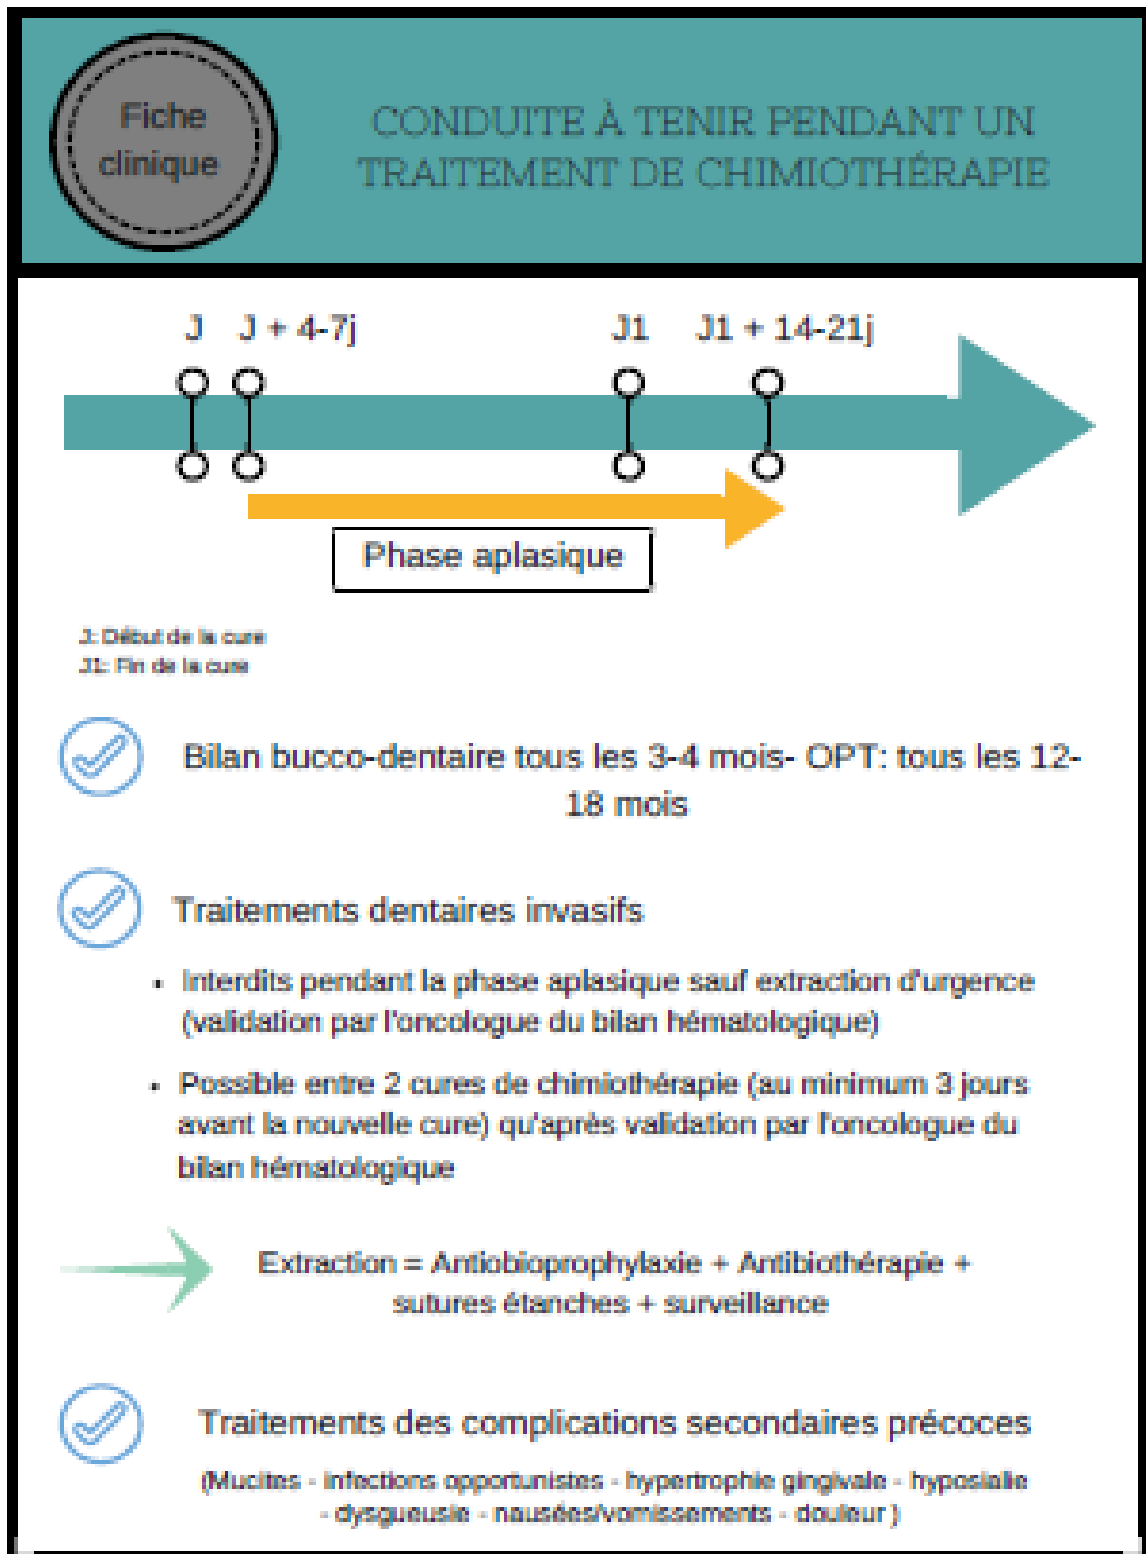 Fiche
clinique
CONDUITE À TENIR PENDANT UN
TRAITEMENT DE CHIMIOTHÉRAPIE
J J + 4-7j J1 J1 + 14-21j
Phase aplasique
J: Début de la cure
J1: Fin de la cure
Bilan bucco-dentaire tous les 3-4 mois- OPT: tous les 12-
18 mois
Traitements dentaires invasifs
• Interdits pendant la phase aplasique sauf extraction d'urgence
(validation par l'oncologue du bilan hématologique)
• Possible entre 2 cures de chimiothérapie (au minimum 3 jours
avant la nouvelle cure) qu'après validation par l'oncologue du
bilan hématologique
Extraction = Antiobioprophylaxie + Antibiothérapie +
sutures étanches + surveillance
Traitements des complications secondaires précoces
(Mucites - infections opportunistes - hypertrophie gingivale - hyposialie
- dysgueusie - nausées/vomissements - douleur )